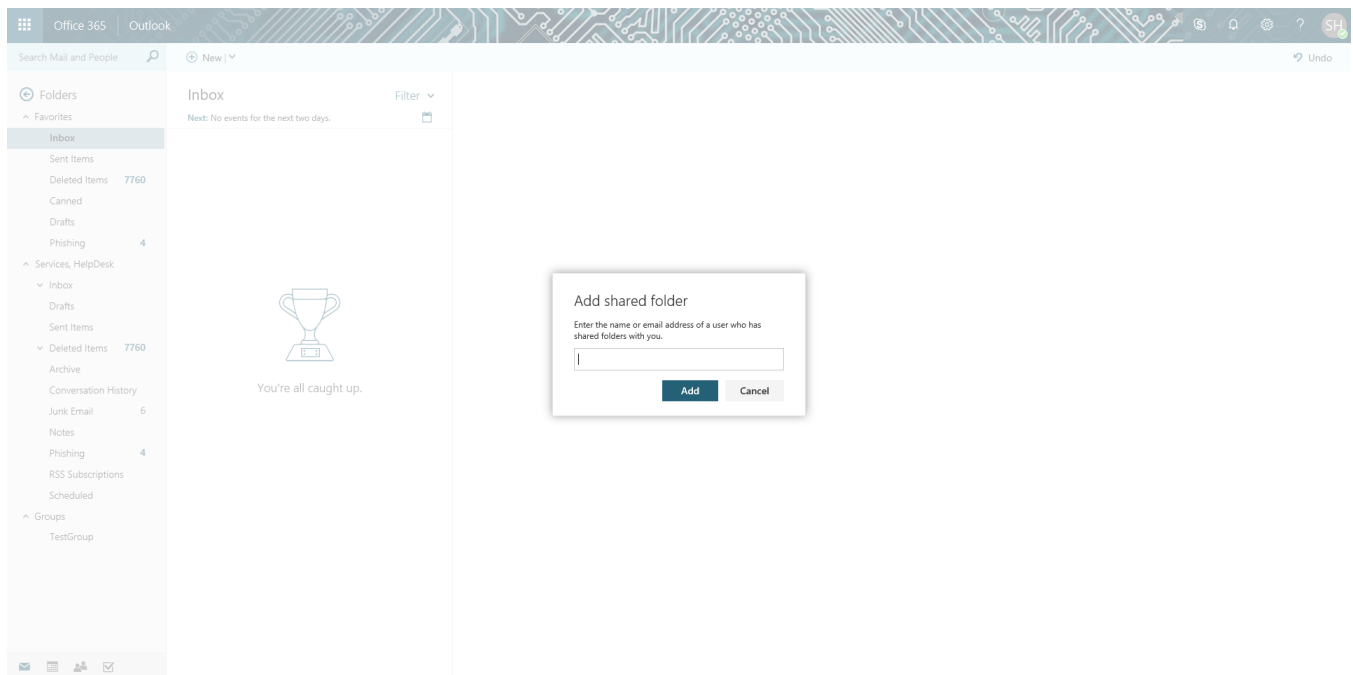 Office 365 Outlook
SH
Search Mail and People
New
Undo
Folders
Favorites
Inbox
Sent Items
Deleted Items 7760
Canned
Drafts
Phishing 4
Services, HelpDesk
Inbox
Drafts
Sent Items
Deleted Items 7760
Archive
Conversation History
Junk Email 6
Notes
Phishing 4
RSS Subscriptions
Scheduled
Groups
TestGroup
Inbox Filter
Next: No events for the next two days.
You're all caught up.
Add shared folder
Enter the name or email address of a user who has
shared folders with you.
Add Cancel